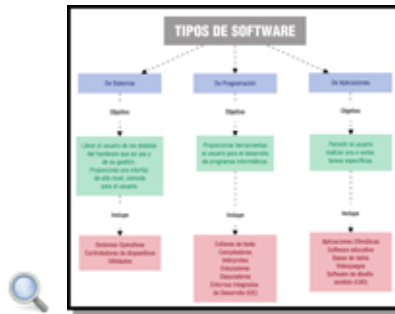 TIPOS DE SOFTWARE
De Sistemas
De Programación
De Aplicaciones
Objetivo
Objetivo
Objetivo
Librar al usuario de los detalles
del hardware que se usa y
de su gestión.
Proporciona una interfaz
de alto nivel, cómoda
para el usuario.
Proporcionar herramientas
al usuario para el desarrollo
de programas informáticos.
Permitir al usuario
realizar una o varias
tareas específicas.
Incluye
Incluye
Incluye
Sistemas Operativos
Controladores de dispositivos
Utilidades
Editores de texto
Compiladores
Intérpretes
Enlazadores
Depuradores
Entornos Integrados
de Desarrollo (IDE)
Aplicaciones Ofimáticas
Software educativo
Bases de datos
Videojuegos
Software de diseño
(CAD)